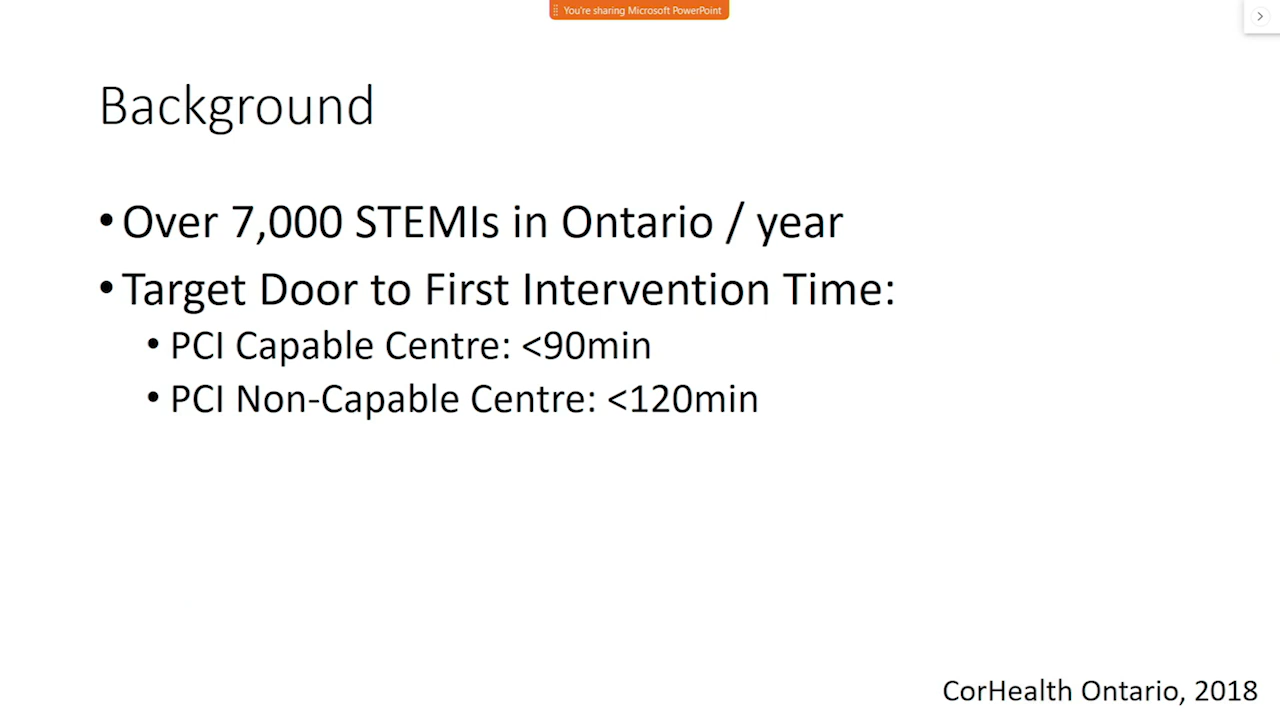 You're sharing Microsoft PowerPoint
Background
• Over 7,000 STEMIs in Ontario / year
• Target Door to First Intervention Time:
• PCI Capable Centre: <90min
• PCI Non-Capable Centre: <120min
CorHealth Ontario, 2018